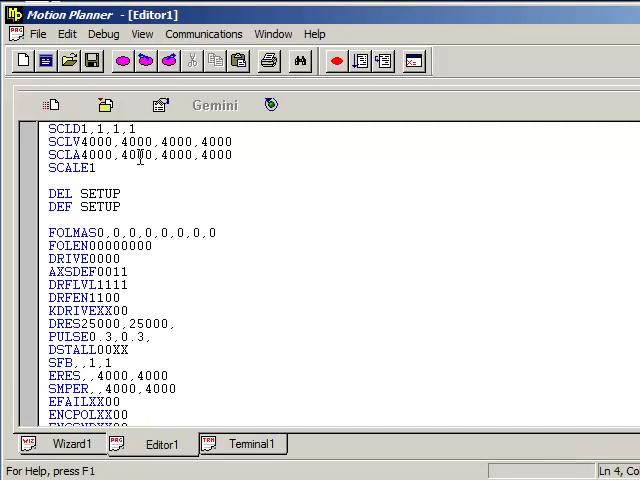 Motion Planner - [Editor1]
File Edit Debug View Communications Window Help
Gemini
SCLD1,1,1,1
SCLV4000,4000,4000,4000
SCLA4000,4000,4000,4000
SCALE1
DEL SETUP
DEF SETUP
FOLMAS0,0,0,0,0,0,0,0
FOLEN00000000
DRIVE0000
AXSDEF0011
DRFLVL1111
DRFEN1100
KDRIVEXX00
DRES25000,25000,
PULSE0.3,0.3,
DSTALL00XX
SFB,,1,1
ERES,,4000,4000
SMPER,,4000,4000
EFAILXX00
ENCPOLXX00
Wizard1 Editor1 Terminal1
For Help, press F1
Ln 4, Co